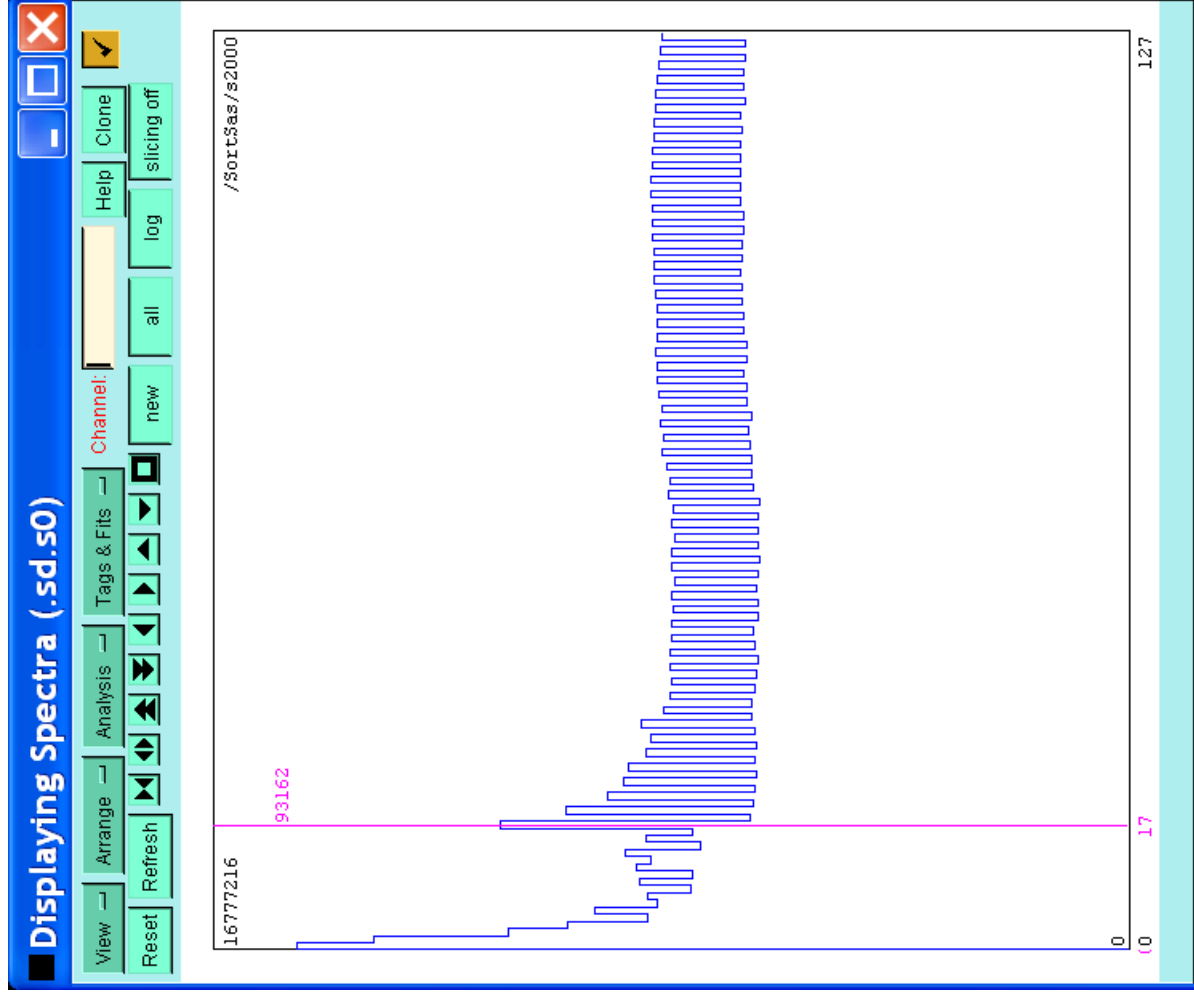 Displaying Spectra (.sd.s0)
View Arrange Analysis Tags & Fits Channel: Help Clone
Reset Refresh new all log slicing off
16777216 /SortSas/s2000
93162
0
0 17 127